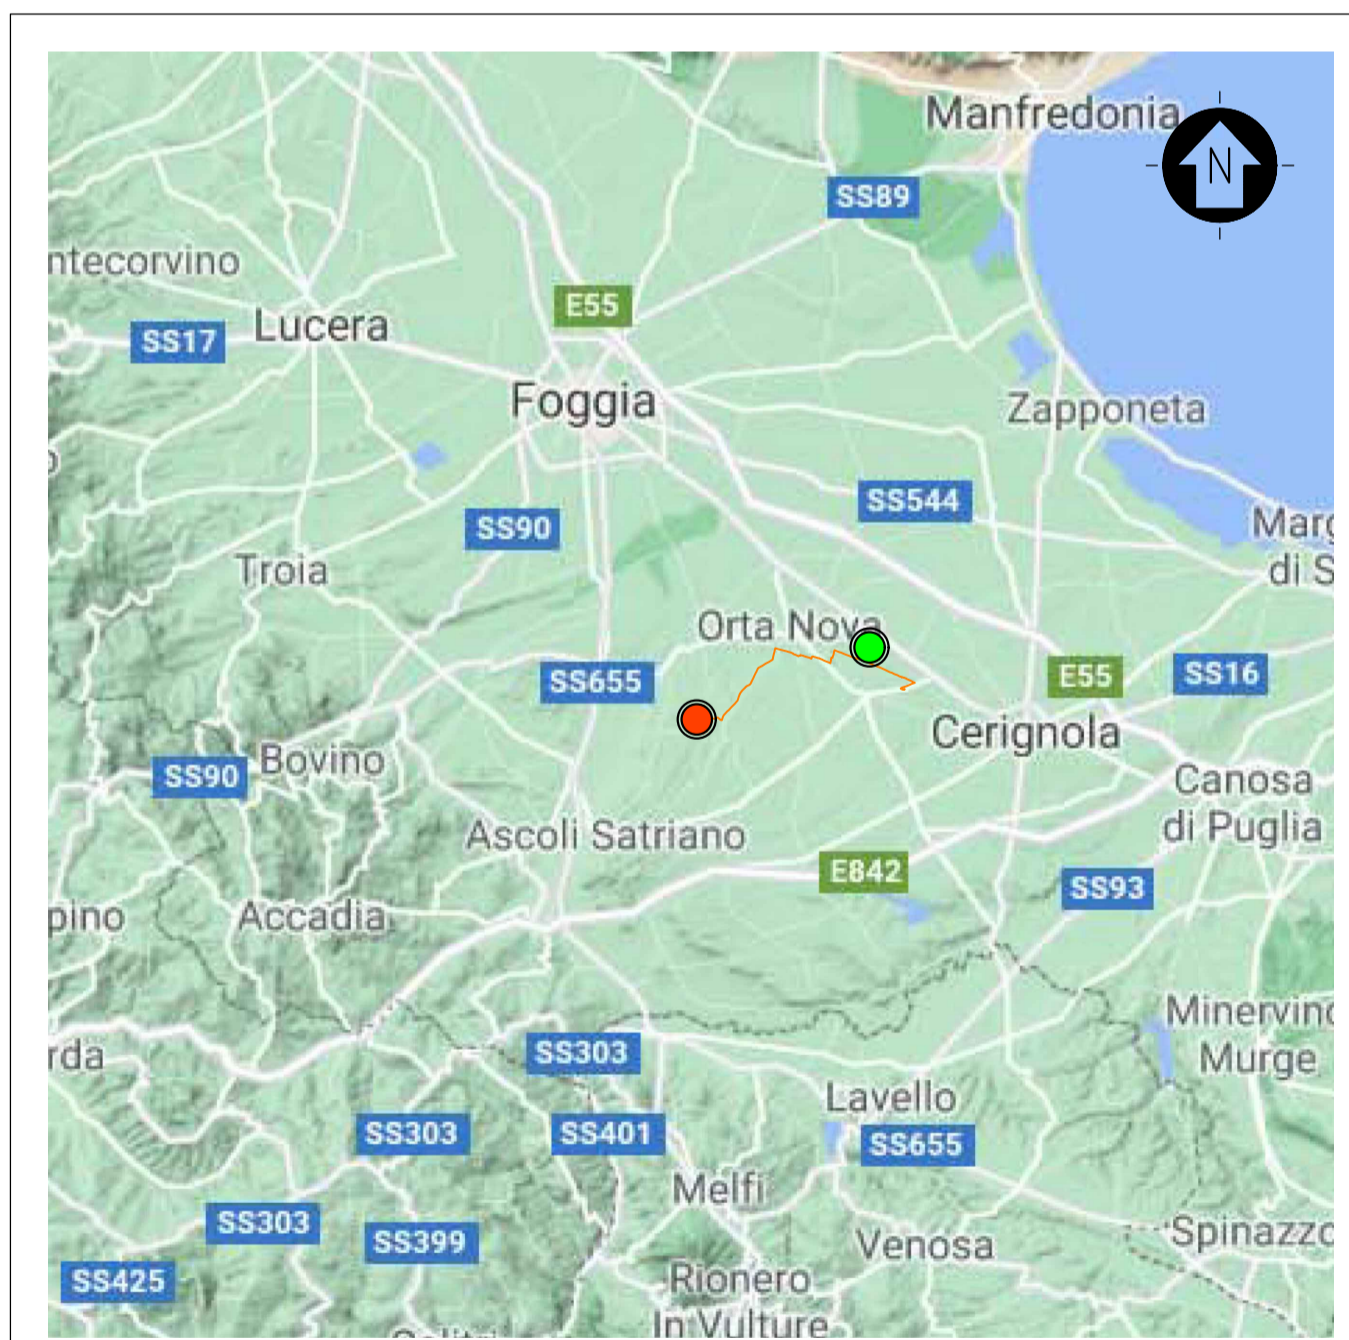 Manfredonia
N
SS89
ntecorvino
E55
Lucera
SS17
Foggia
Zapponeta
SS544
SS90
Marg
di S
Troia
Orta Nova
SS655
E55
SS16
Cerignola
SS90
Bovino
Canosa
di Puglia
Ascoli Satriano
E842
SS93
pino
Accadia
Minervino
Murge
rda
SS303
Lavello
SS303
SS401
SS655
Melfi
SS303
SS399
Venosa
Spinazzo
SS425
Rionero
In Vulture